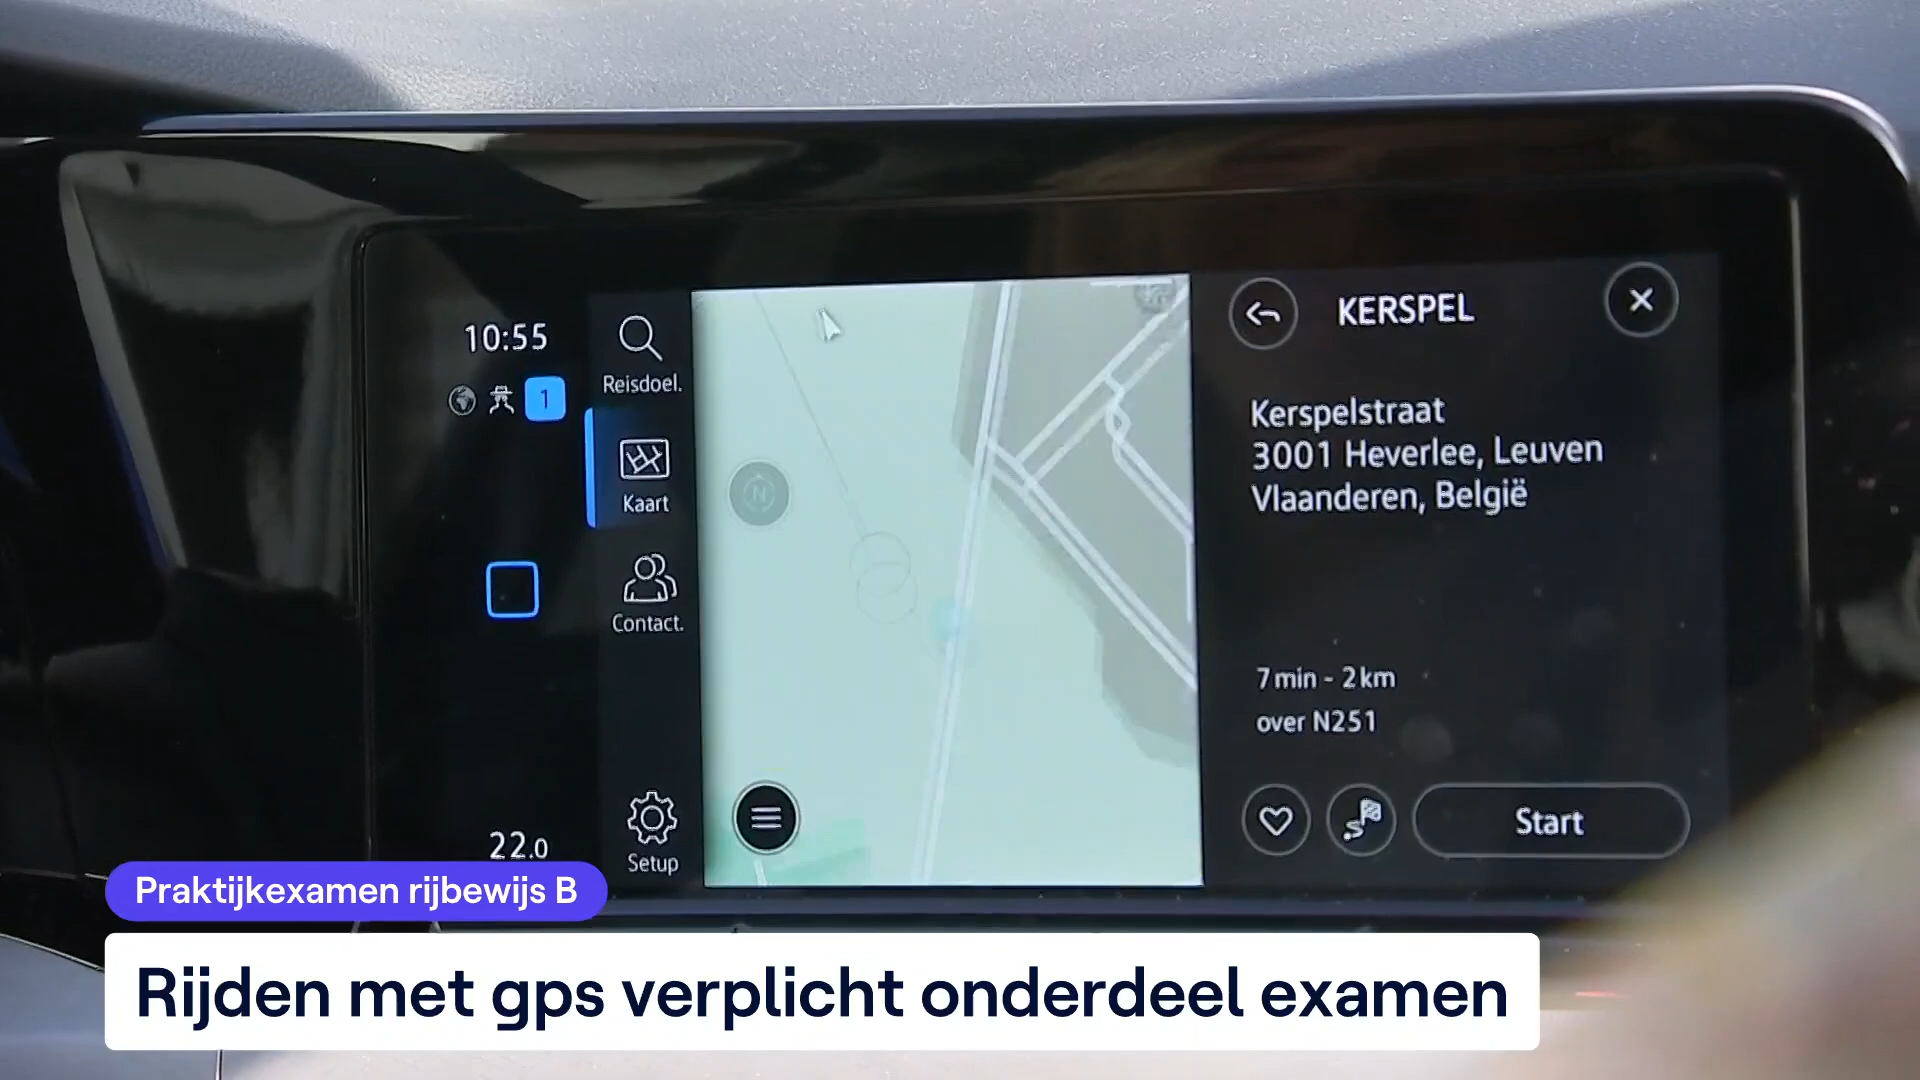 10:55
1
Reisdoel.
Kaart
Contact.
Setup
22.0
N
KERSPEL
Kerspelstraat
3001 Heverlee, Leuven
Vlaanderen, België
7 min - 2 km
over N251
Start
Praktijkexamen rijbewijs B
Rijden met gps verplicht onderdeel examen